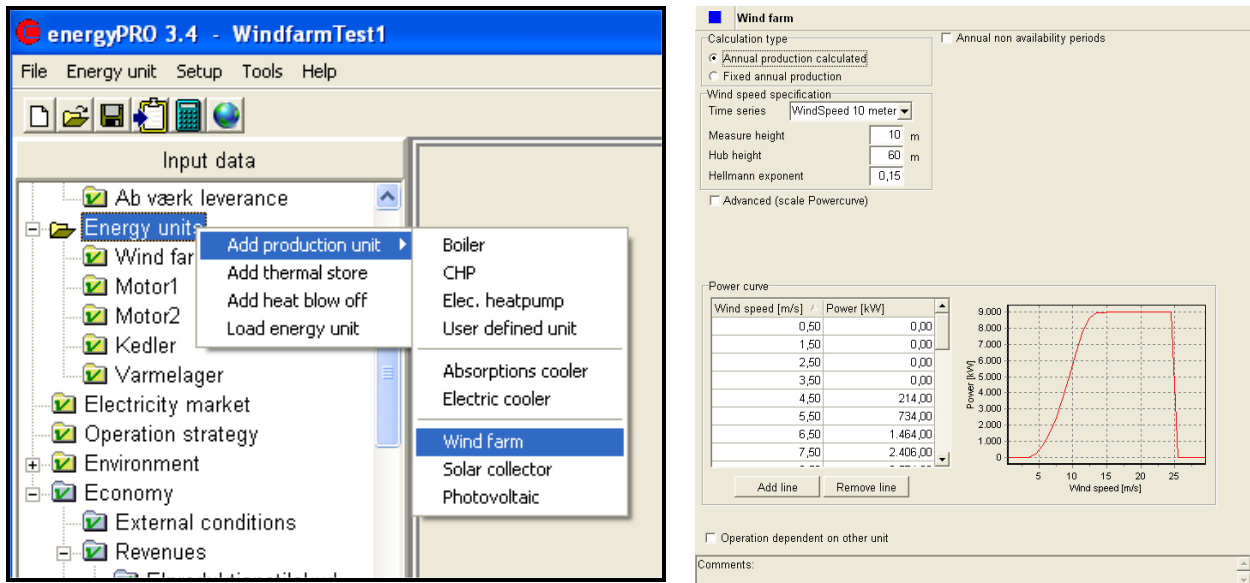 energyPRO 3.4 - WindfarmTest1
File Energy unit Setup Tools Help
Input data
Ab værk leverance
Energy units
Wind far
Motor1
Motor2
Kedler
Varmelager
Electricity market
Operation strategy
Environment
Economy
External conditions
Revenues
Add production unit
Add thermal store
Add heat blow off
Load energy unit
Boiler
CHP
Elec. heatpump
User defined unit
Absorptions cooler
Electric cooler
Wind farm
Solar collector
Photovoltaic
Wind farm
Calculation type
Annual production calculated
Fixed annual production
Annual non availability periods
Wind speed specification
Time series WindSpeed 10 meter
Measure height 10 m
Hub height 60 m
Hellmann exponent 0,15
Advanced (scale Powercurve)
Power curve
Wind speed [m/s] Power [kW]
0,50 0,00
1,50 0,00
2,50 0,00
3,50 0,00
4,50 214,00
5,50 734,00
6,50 1.464,00
7,50 2.406,00
Add line Remove line
Power [kW]
9.000
8.000
7.000
6.000
5.000
4.000
3.000
2.000
1.000
0
5 10 15 20 25
Wind speed [m/s]
Operation dependent on other unit
Comments: